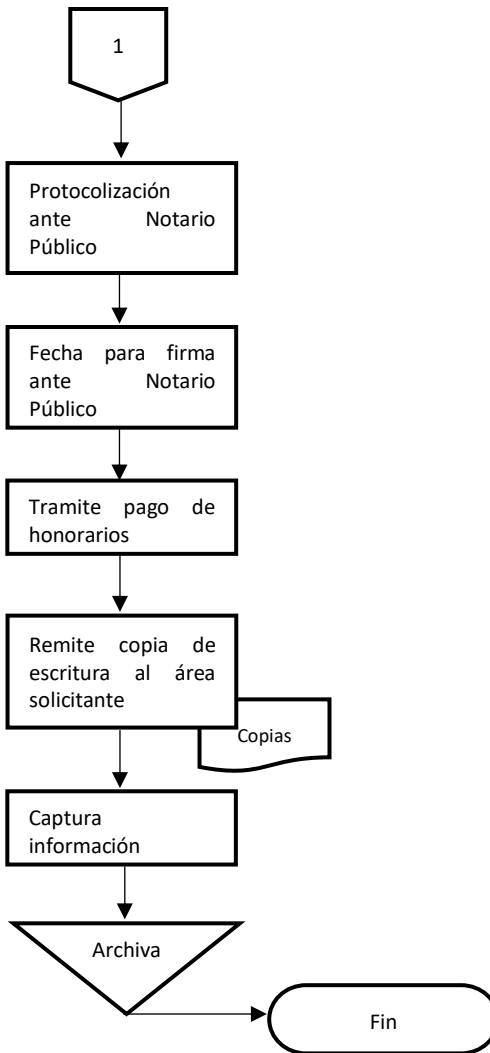 1
Protocolización
ante Notario
Público
Fecha para firma
ante Notario
Público
Tramite pago de
honorarios
Remite copia de
escritura al área
solicitante
Copias
Captura
información
Archiva
Fin